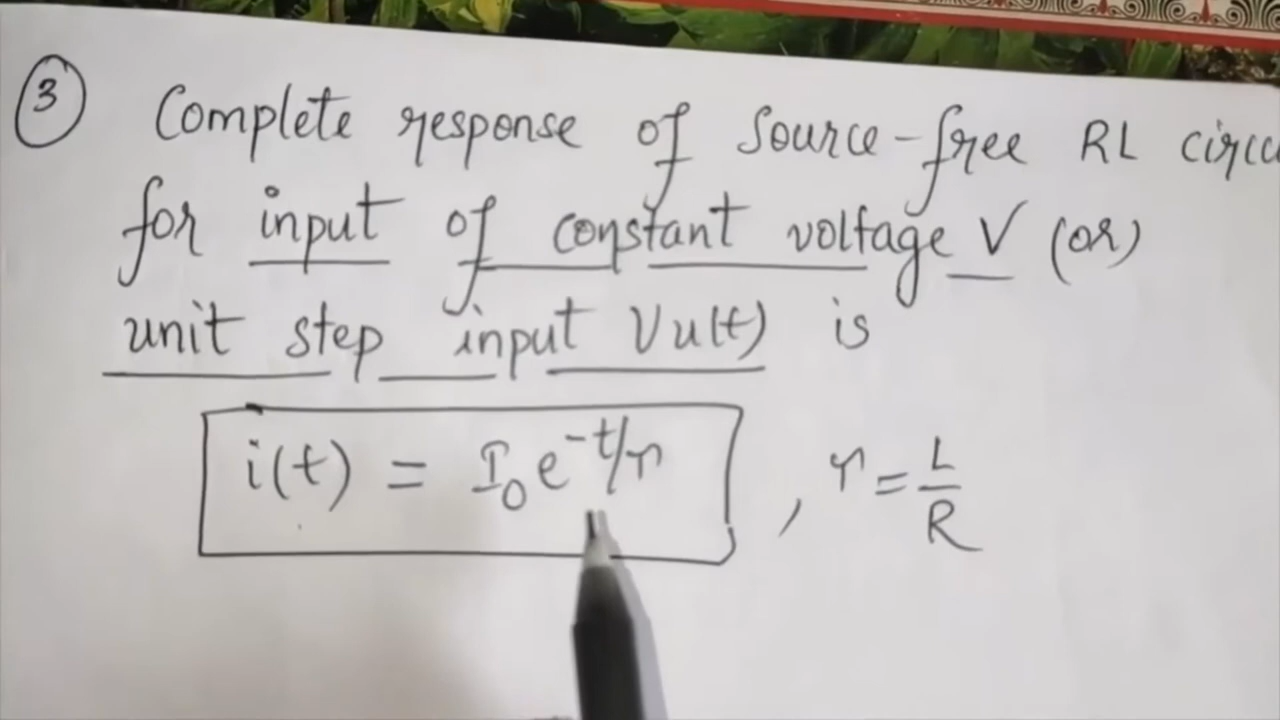 ③ Complete response of Source-free RL circu
for input of constant voltage V (or)
unit step input Vu(t) is
i(t) = I₀e^{-t/τ} , τ = L/R